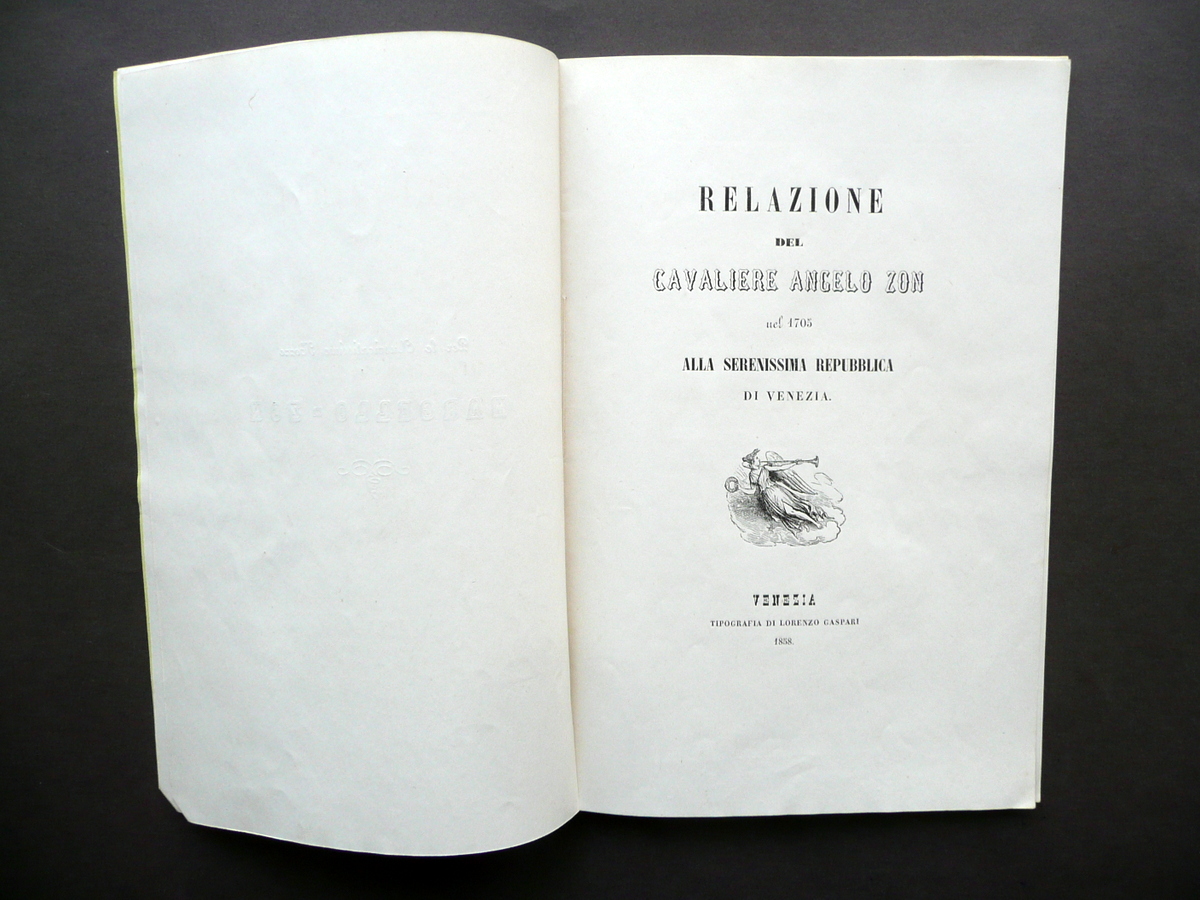 RELAZIONE
DEL
CAVALIERE ANGELO ZON
nel 1705
ALLA SERENISSIMA REPUBBLICA
DI VENEZIA.
VENEZIA
TIPOGRAFIA DI LORENZO GASPARI
1858.